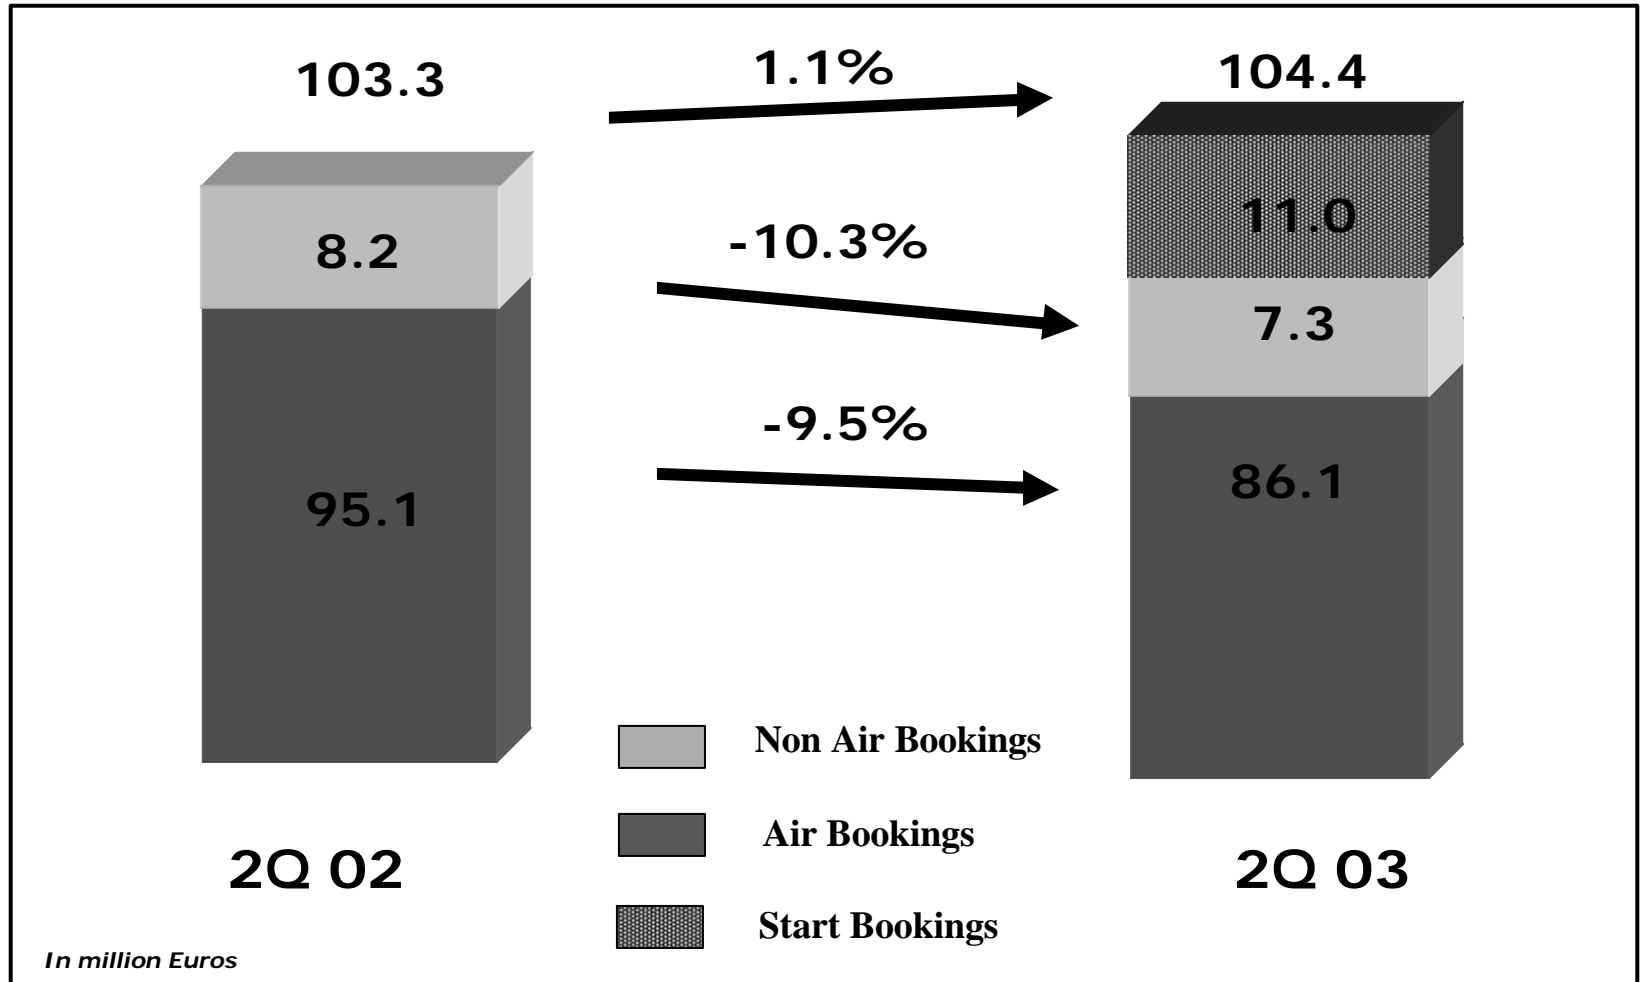 103.3
1.1%
104.4
11.0
8.2
-10.3%
7.3
-9.5%
86.1
95.1
Non Air Bookings
Air Bookings
2Q 02
2Q 03
Start Bookings
In million Euros